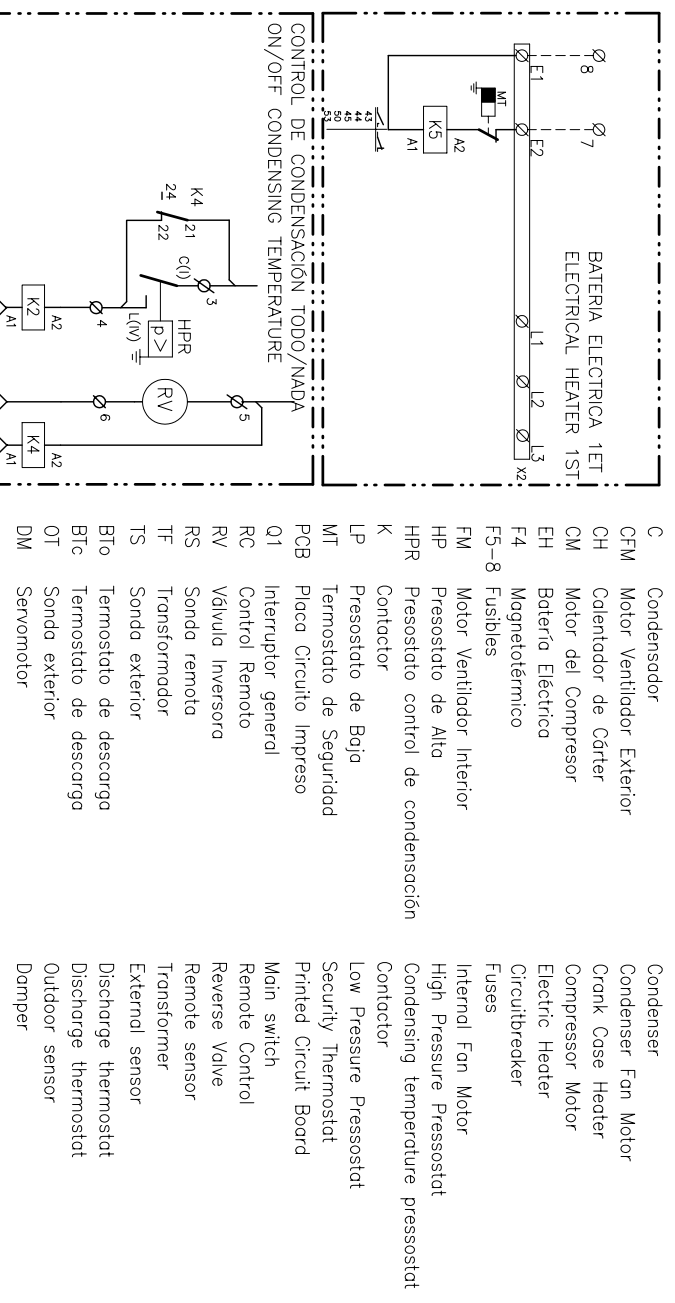 BATERIA ELECTRICA 1ET
ELECTRICAL HEATER 1ST
8
7
E1
E2
L1
L2
L3
X2
MT
K5
A1
A2
43
44
45
50
53
CONTROL DE CONDENSACIÓN TODO/NADA
ON/OFF CONDENSING TEMPERATURE
K4
24
21
22
C(I)
3
L(IV)
HPR
p >
4
K2
A2
A1
5
RV
6
K4
A2
A1
C Condensador Condenser
CFM Motor Ventilador Exterior Condenser Fan Motor
CH Calentador de Cárter Crank Case Heater
CM Motor del Compresor Compressor Motor
EH Batería Eléctrica Electric Heater
F4 Magnetotérmico Circuitbreaker
F5-8 Fusibles Fuses
FM Motor Ventilador Interior Internal Fan Motor
HP Presostato de Alta High Pressure Pressostat
HPR Presostato control de condensación Condensing temperature pressostat
K Contactor Contactor
LP Presostato de Baja Low Pressure Pressostat
MT Termostato de Seguridad Security Thermostat
PCB Placa Circuito Impreso Printed Circuit Board
Q1 Interruptor general Main switch
RC Control Remoto Remote Control
RV Válvula Inversora Reverse Valve
RS Sonda remota Remote sensor
TF Transformador Transformer
TS Sonda exterior External sensor
BTo Termostato de descarga Discharge thermostat
BTc Termostato de descarga Discharge thermostat
OT Sonda exterior Outdoor sensor
DM Servomotor Damper